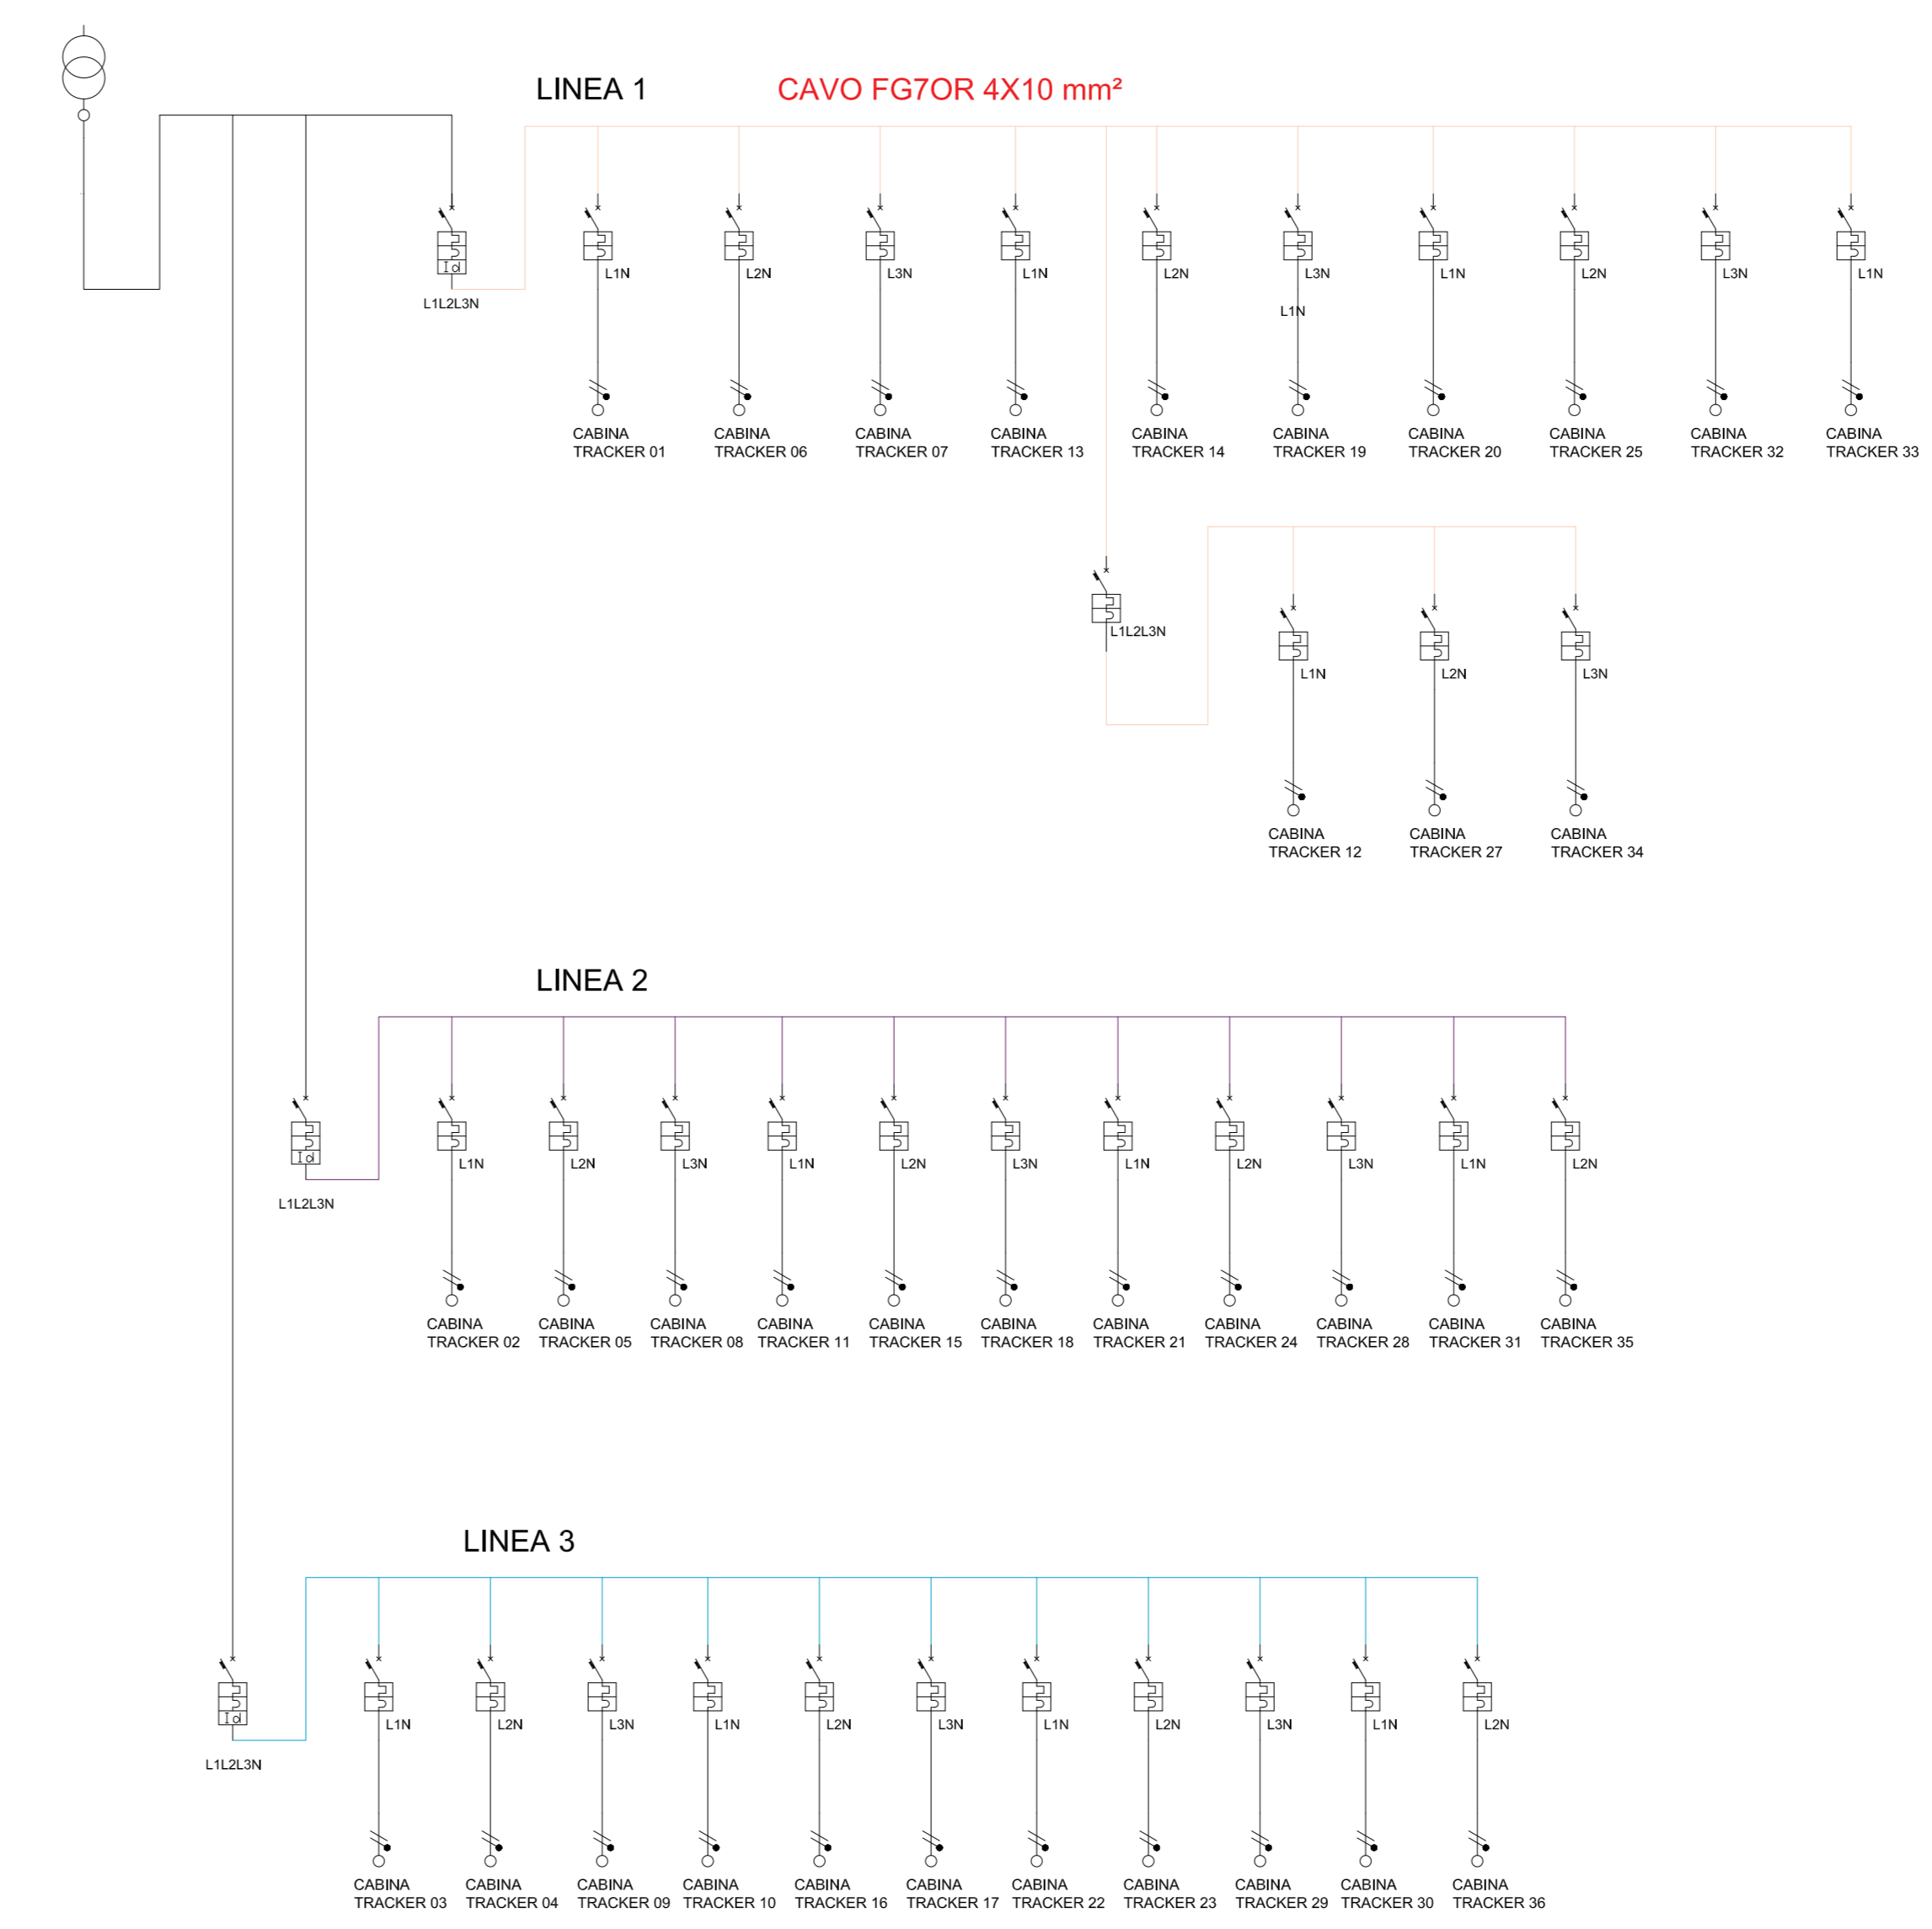 LINEA 1 CAVO FG7OR 4X10 mm²
Id
L1L2L3N
L1N L2N L3N L1N L2N L3N L1N L2N L3N L1N
L1N
CABINA CABINA CABINA CABINA CABINA CABINA CABINA CABINA CABINA CABINA
TRACKER 01 TRACKER 06 TRACKER 07 TRACKER 13 TRACKER 14 TRACKER 19 TRACKER 20 TRACKER 25 TRACKER 32 TRACKER 33
L1L2L3N
L1N L2N L3N
CABINA CABINA CABINA
TRACKER 12 TRACKER 27 TRACKER 34
LINEA 2
Id
L1L2L3N
L1N L2N L3N L1N L2N L3N L1N L2N L3N L1N L2N
CABINA CABINA CABINA CABINA CABINA CABINA CABINA CABINA CABINA CABINA CABINA
TRACKER 02 TRACKER 05 TRACKER 08 TRACKER 11 TRACKER 15 TRACKER 18 TRACKER 21 TRACKER 24 TRACKER 28 TRACKER 31 TRACKER 35
LINEA 3
Id
L1L2L3N
L1N L2N L3N L1N L2N L3N L1N L2N L3N L1N L2N
CABINA CABINA CABINA CABINA CABINA CABINA CABINA CABINA CABINA CABINA CABINA
TRACKER 03 TRACKER 04 TRACKER 09 TRACKER 10 TRACKER 16 TRACKER 17 TRACKER 22 TRACKER 23 TRACKER 29 TRACKER 30 TRACKER 36